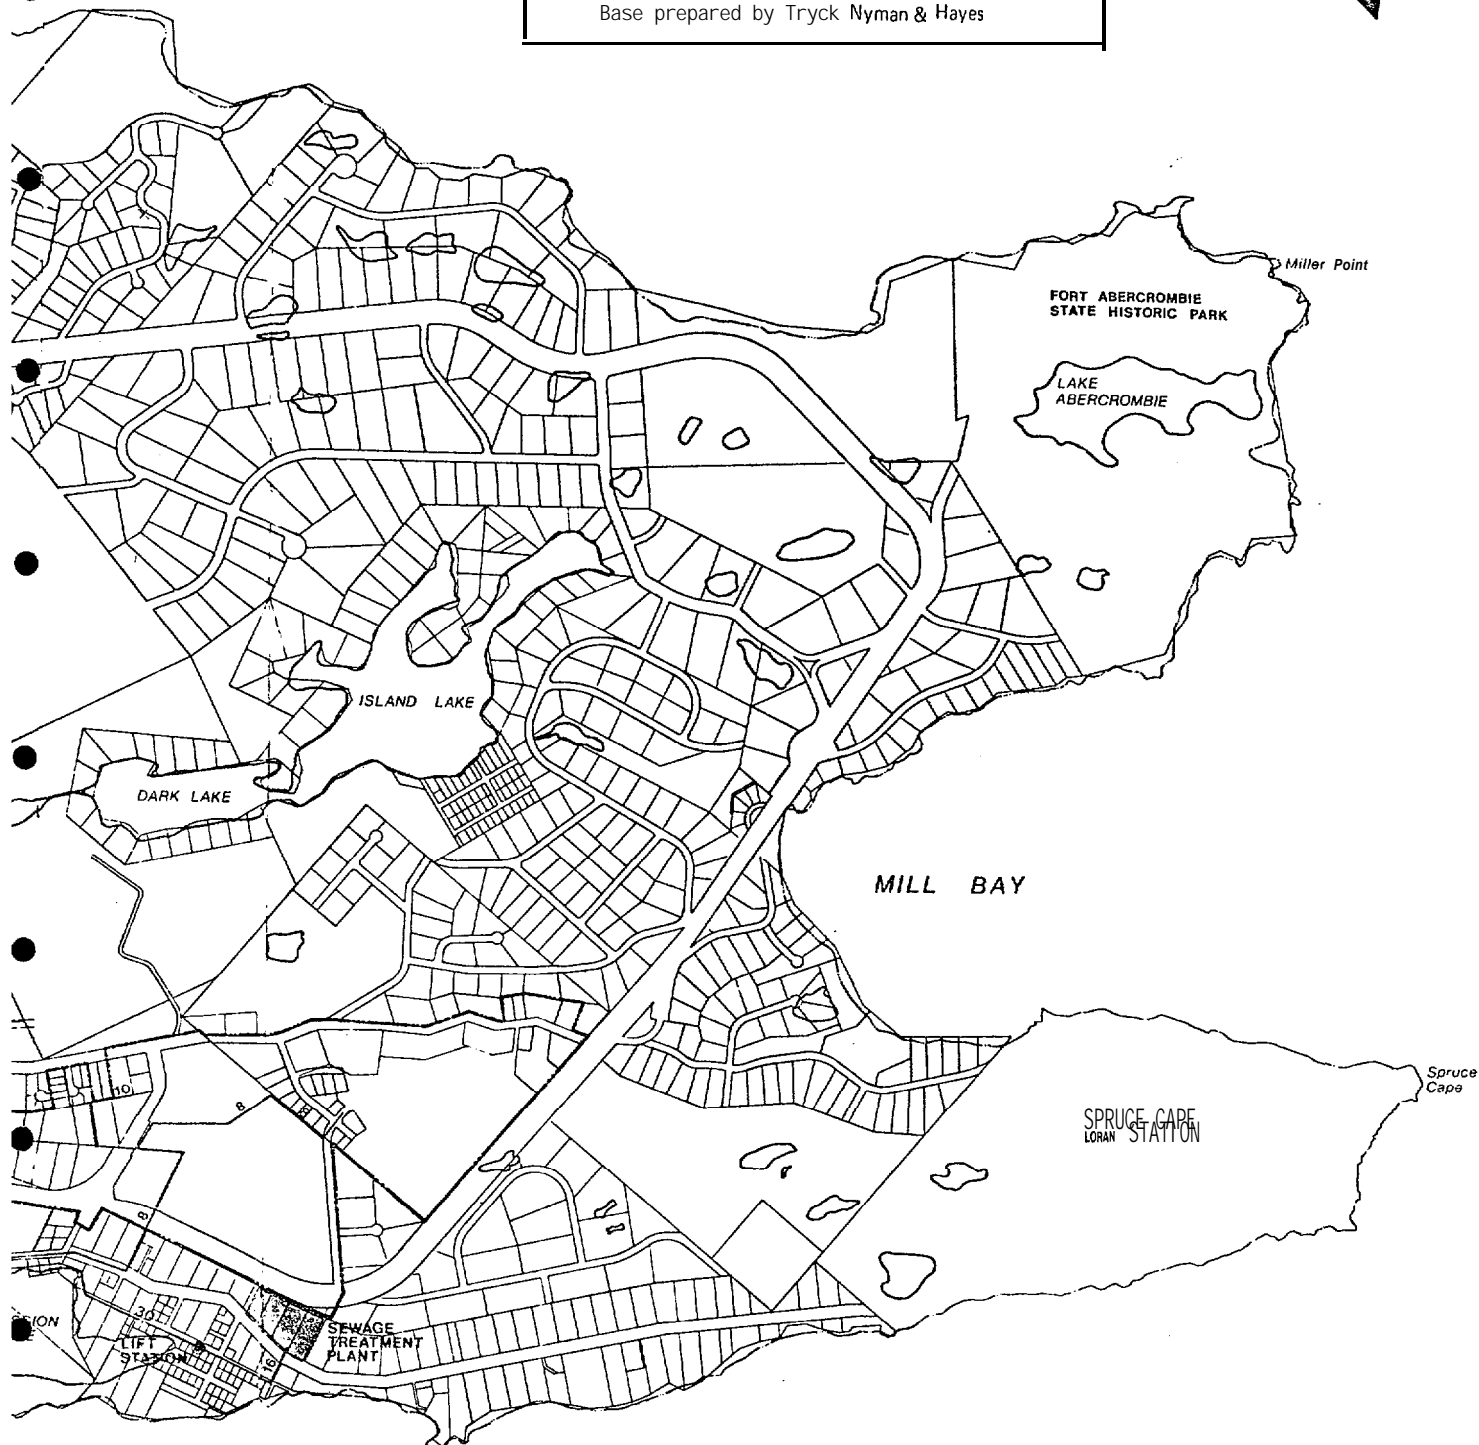 Base prepared by Tryck Nyman & Hayes
Miller Point
FORT ABERCROMBIE
STATE HISTORIC PARK
LAKE
ABERCROMBIE
ISLAND LAKE
DARK LAKE
MILL BAY
Spruce
Cape
SPRUCE CAPE
LORAN STATION
10
8
8
8
30
LIFT
STATION
16
SEWAGE
TREATMENT
PLANT